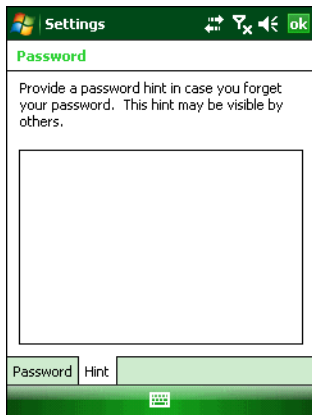 Settings
ok
Password
Provide a password hint in case you forget
your password.  This hint may be visible by
others.
Password
Hint